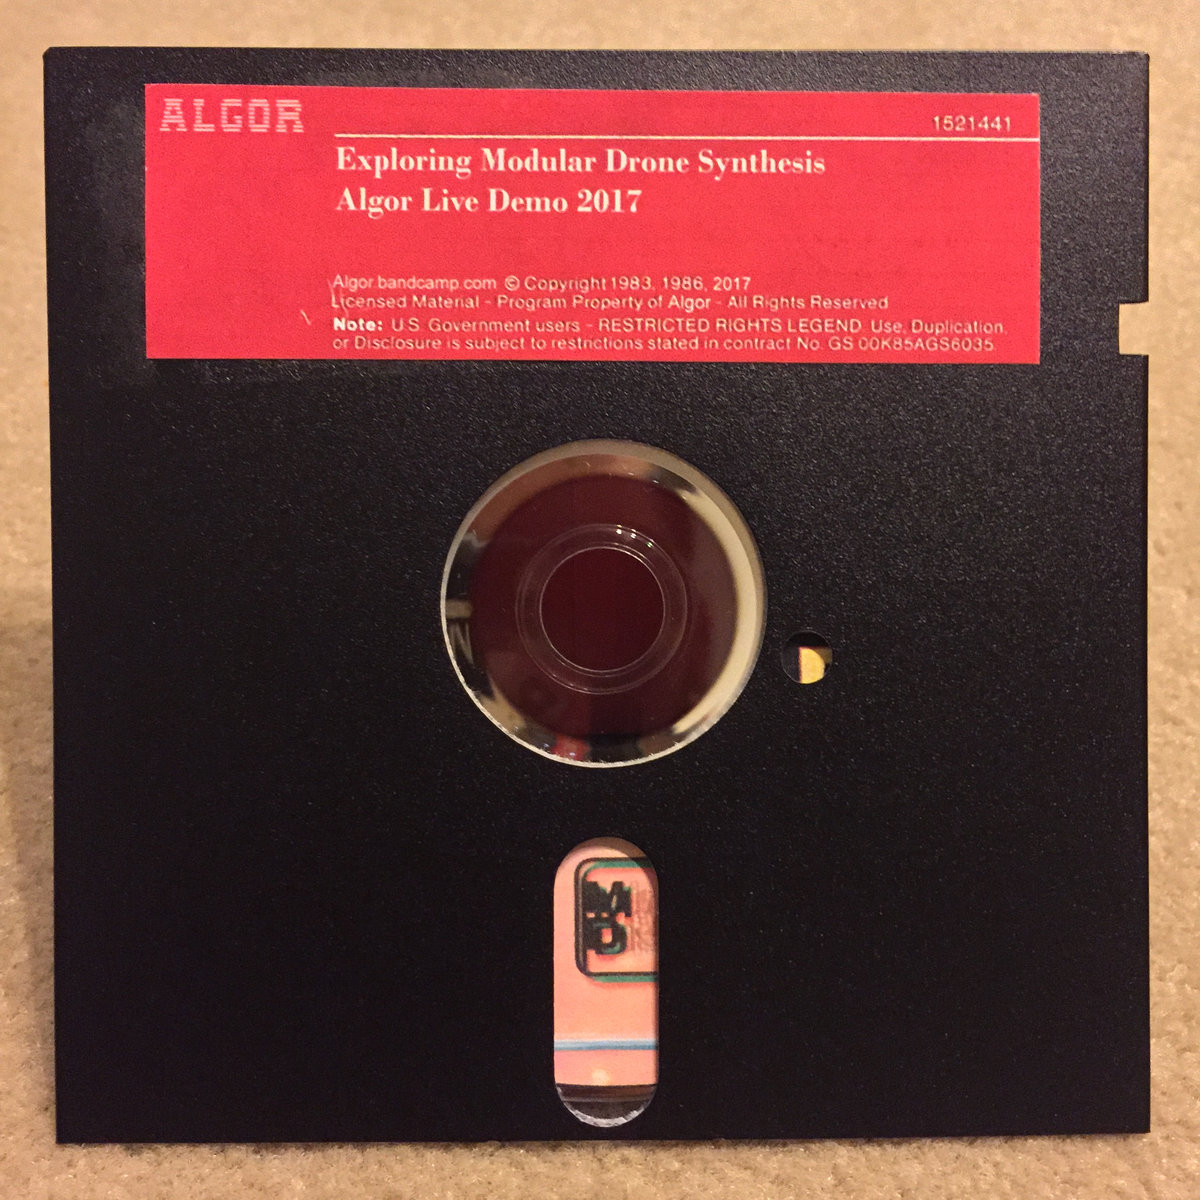 ALGOR
1521441
Exploring Modular Drone Synthesis
Algor Live Demo 2017
Algor.bandcamp.com © Copyright 1983, 1986, 2017
Licensed Material - Program Property of Algor - All Rights Reserved
Note: U.S. Government users - RESTRICTED RIGHTS LEGEND. Use, Duplication,
or Disclosure is subject to restrictions stated in contract No. GS 00K85AGS6035